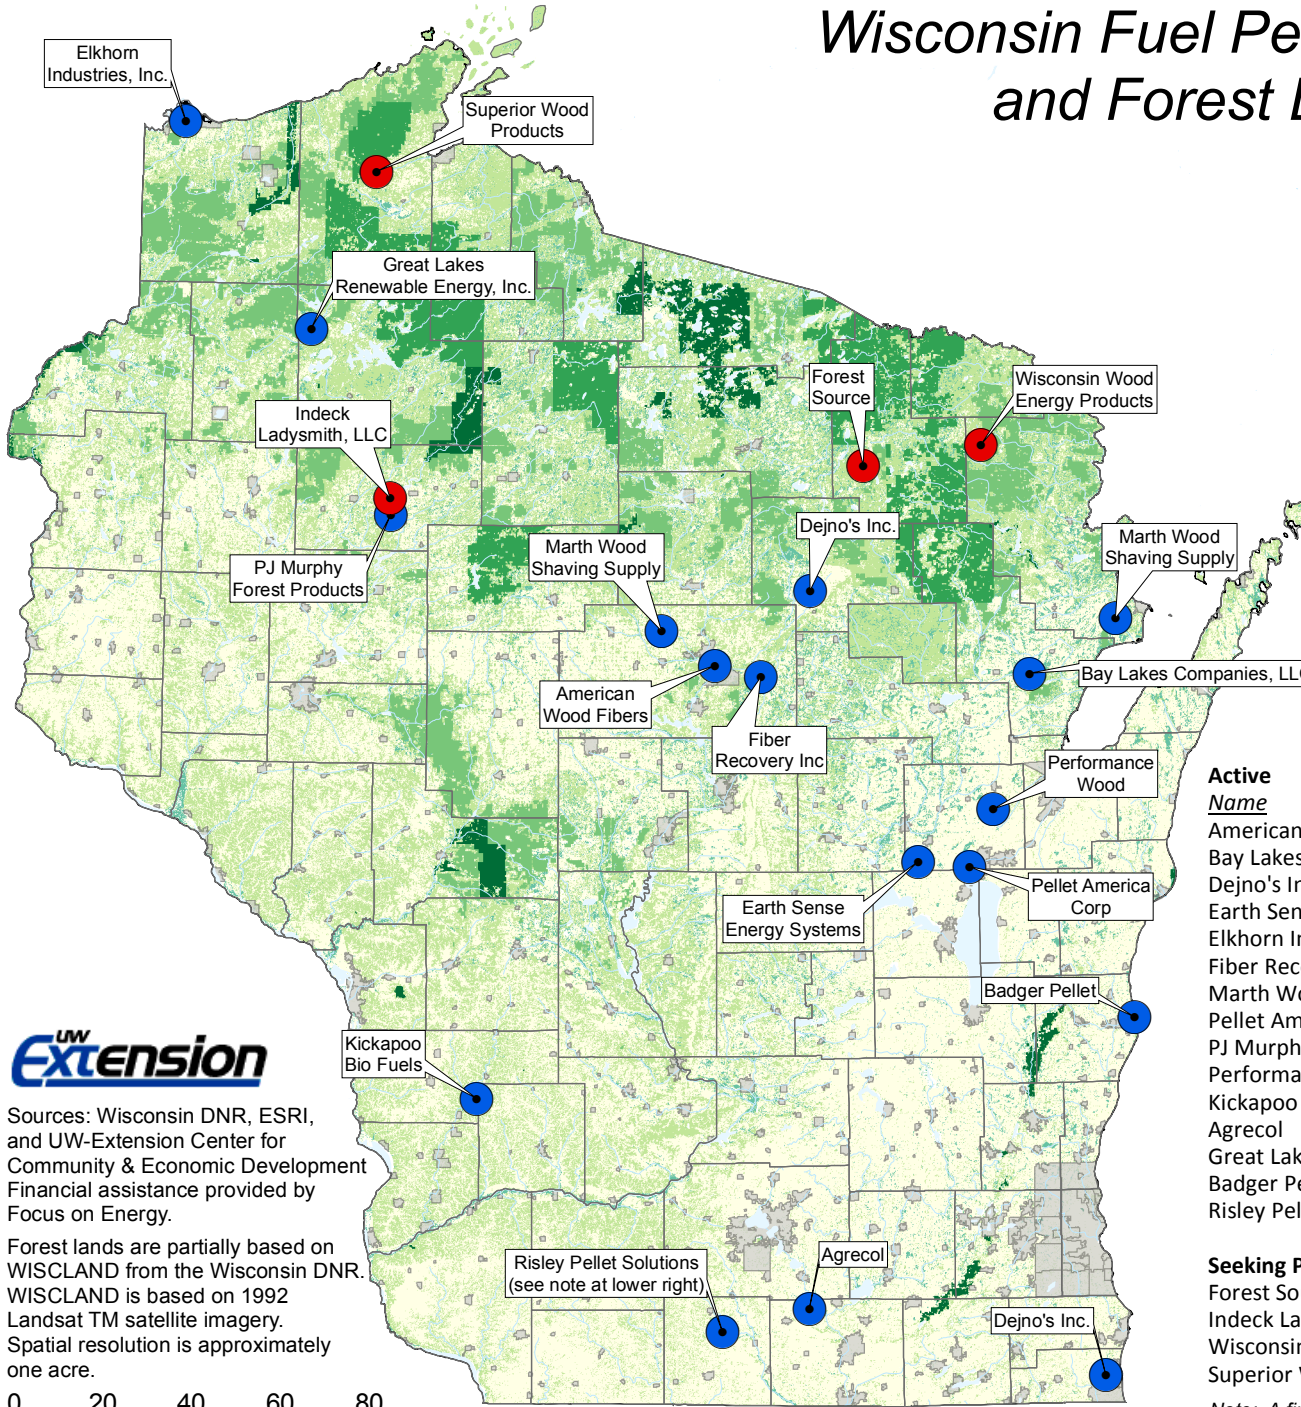 Wisconsin Fuel Pe
and Forest
Elkhorn
Industries, Inc.
Superior Wood
Products
Great Lakes
Renewable Energy, Inc.
Forest
Source
Wisconsin Wood
Energy Products
Indeck
Ladysmith, LLC
PJ Murphy
Forest Products
Marth Wood
Shaving Supply
Dejno's Inc.
Marth Wood
Shaving Supply
American
Wood Fibers
Fiber
Recovery Inc
Bay Lakes Companies, LLC
Performance
Wood
Earth Sense
Energy Systems
Pellet America
Corp
Badger Pellet
Kickapoo
Bio Fuels
Risley Pellet Solutions
(see note at lower right)
Agrecol
Dejno's Inc.
UW
Extension
Sources: Wisconsin DNR, ESRI,
and UW-Extension Center for
Community & Economic Development
Financial assistance provided by
Focus on Energy.
Forest lands are partially based on
WISCLAND from the Wisconsin DNR.
WISCLAND is based on 1992
Landsat TM satellite imagery.
Spatial resolution is approximately
one acre.
0 20 40 60 80
Active
Name
American
Bay Lakes
Dejno's In
Earth Sen
Elkhorn In
Fiber Rec
Marth Wo
Pellet Am
PJ Murph
Performa
Kickapoo
Agrecol
Great Lak
Badger Pe
Risley Pel
Seeking P
Forest So
Indeck La
Wisconsin
Superior W